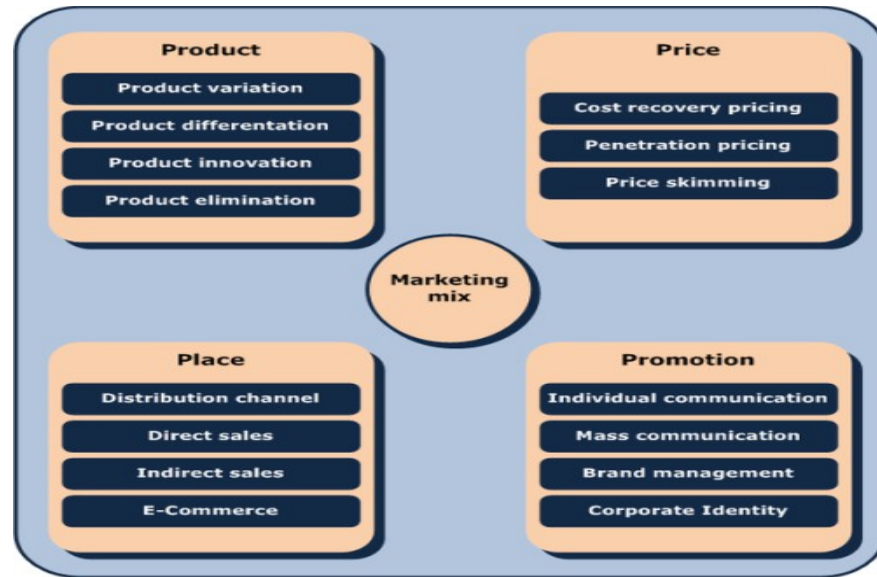 Product
Product variation
Product differentation
Product innovation
Product elimination
Price
Cost recovery pricing
Penetration pricing
Price skimming
Marketing
mix
Place
Distribution channel
Direct sales
Indirect sales
E-Commerce
Promotion
Individual communication
Mass communication
Brand management
Corporate Identity